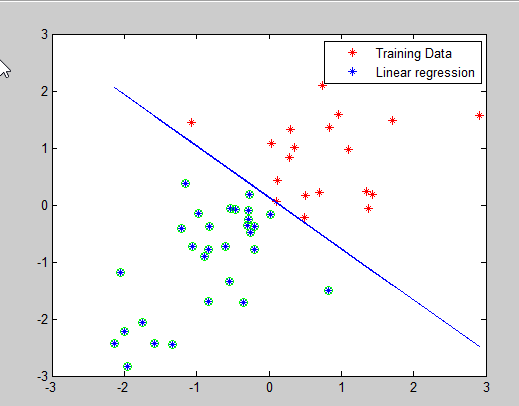 3
Training Data
Linear regression
2
1
0
-1
-2
-3
-3 -2 -1 0 1 2 3